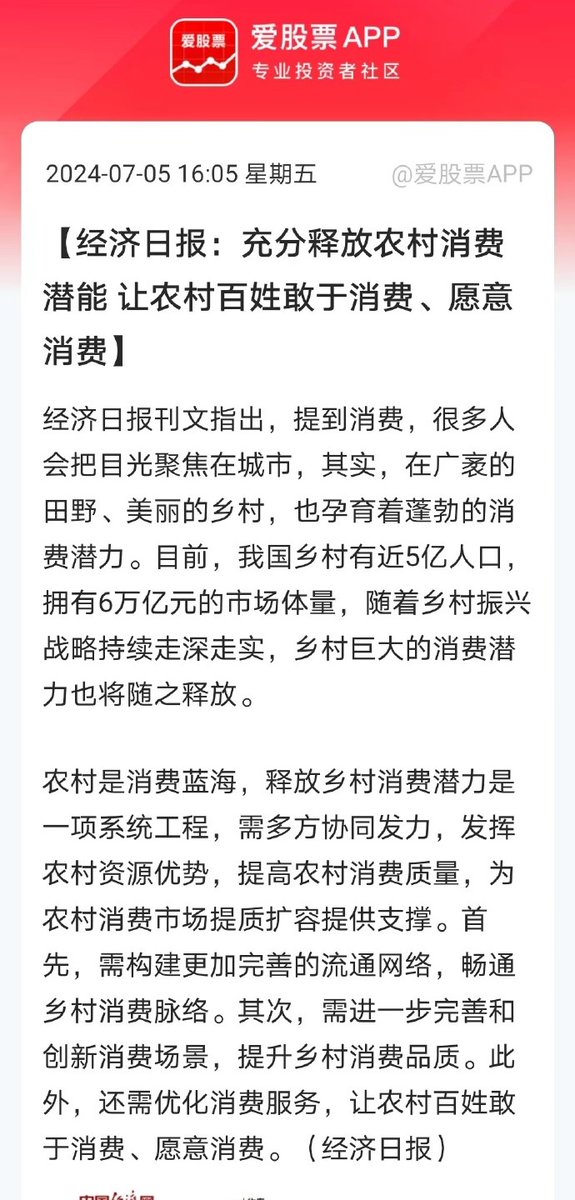 爱股票
爱股票APP
专业投资者社区
2024-07-05 16:05 星期五
@爱股票APP
【经济日报：充分释放农村消费
潜能 让农村百姓敢于消费、愿意
消费】
经济日报刊文指出，提到消费，很多人
会把目光聚焦在城市，其实，在广袤的
田野、美丽的乡村，也孕育着蓬勃的消
费潜力。目前，我国乡村有近5亿人口，
拥有6万亿元的市场体量，随着乡村振兴
战略持续走深走实，乡村巨大的消费潜
力也将随之释放。
农村是消费蓝海，释放乡村消费潜力是
一项系统工程，需多方协同发力，发挥
农村资源优势，提高农村消费质量，为
农村消费市场提质扩容提供支撑。首
先，需构建更加完善的流通网络，畅通
乡村消费脉络。其次，需进一步完善和
创新消费场景，提升乡村消费品质。此
外，还需优化消费服务，让农村百姓敢
于消费、愿意消费。（经济日报）